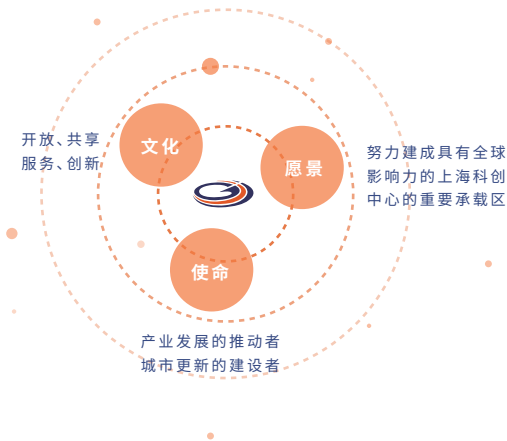 文化
开放、共享
服务、创新
愿景
努力建成具有全球
影响力的上海科创
中心的重要承载区
使命
产业发展的推动者
城市更新的建设者